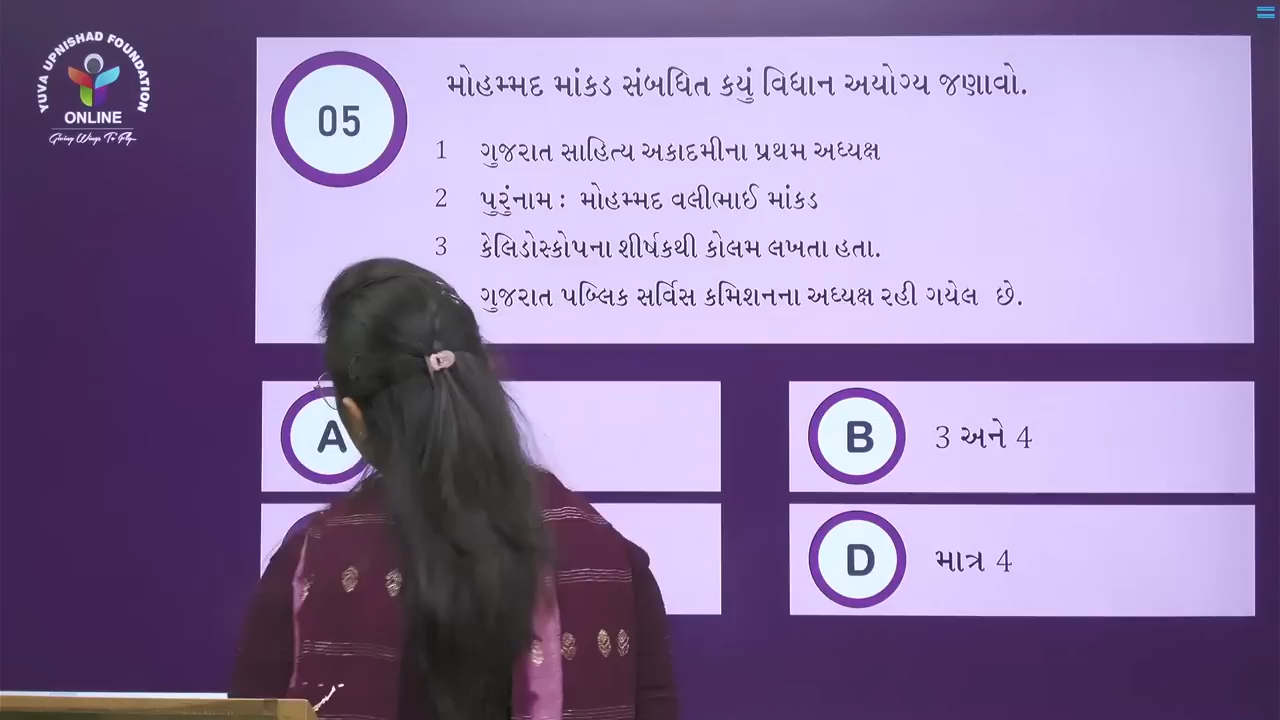 YUVA UPNISHAD FOUNDATION
ONLINE
Giving Wings To Fly...
05
મોહમ્મદ માંકડ સંબધિત કયું વિધાન અયોગ્ય જણાવો.
1 ગુજરાત સાહિત્ય અકાદમીના પ્રથમ અધ્યક્ષ
2 પુરુંનામ : મોહમ્મદ વલીભાઈ માંકડ
3 કેલિડોસ્કોપના શીર્ષકથી કોલમ લખતા હતા.
ગુજરાત પબ્લિક સર્વિસ કમિશનના અધ્યક્ષ રહી ગયેલ છે.
A
B 3 અને 4
D માત્ર 4